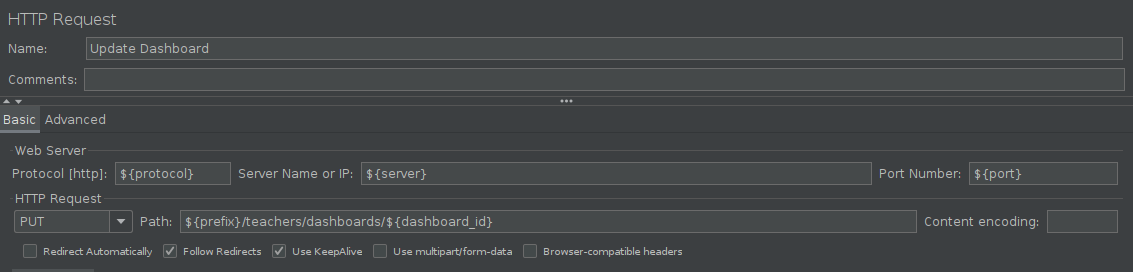 HTTP Request
Name: Update Dashboard
Comments:
Basic Advanced
Web Server
Protocol [http]: ${protocol} Server Name or IP: ${server} Port Number: ${port}
HTTP Request
PUT Path: ${prefix}/teachers/dashboards/${dashboard_id} Content encoding:
Redirect Automatically Follow Redirects Use KeepAlive Use multipart/form-data Browser-compatible headers